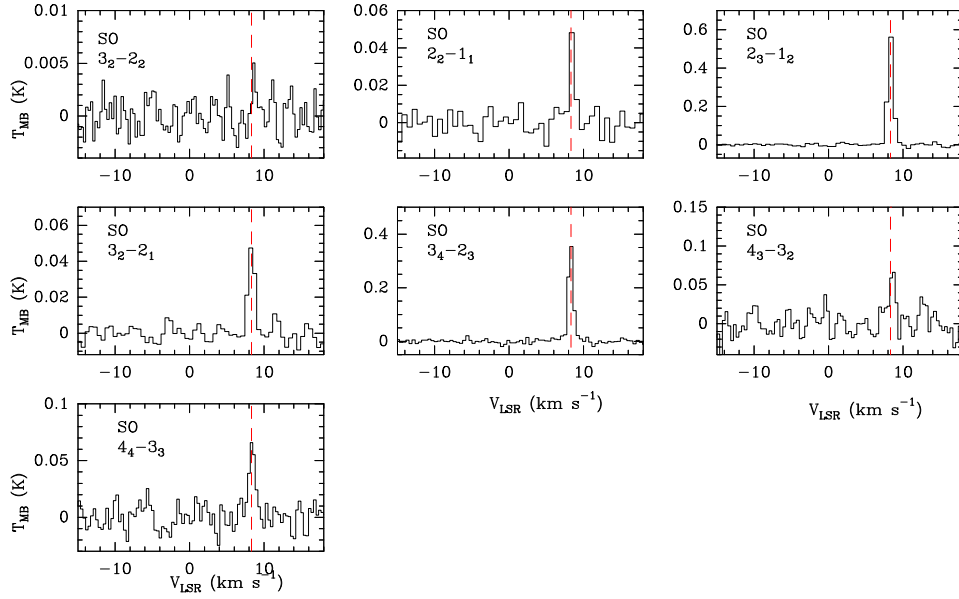 0.01
0.005
0
T_MB (K)
SO
3_2−2_2
−10 0 10
0.06
0.04
0.02
0
SO
2_2−1_1
−10 0 10
0.6
0.4
0.2
0
SO
2_3−1_2
−10 0 10
0.06
0.04
0.02
0
T_MB (K)
SO
3_2−2_1
−10 0 10
0.4
0.2
0
SO
3_4−2_3
−10 0 10
V_LSR (km s^−1)
0.15
0.1
0.05
0
SO
4_3−3_2
−10 0 10
V_LSR (km s^−1)
0.1
0.05
0
T_MB (K)
SO
4_4−3_3
−10 0 10
V_LSR (km s^−1)